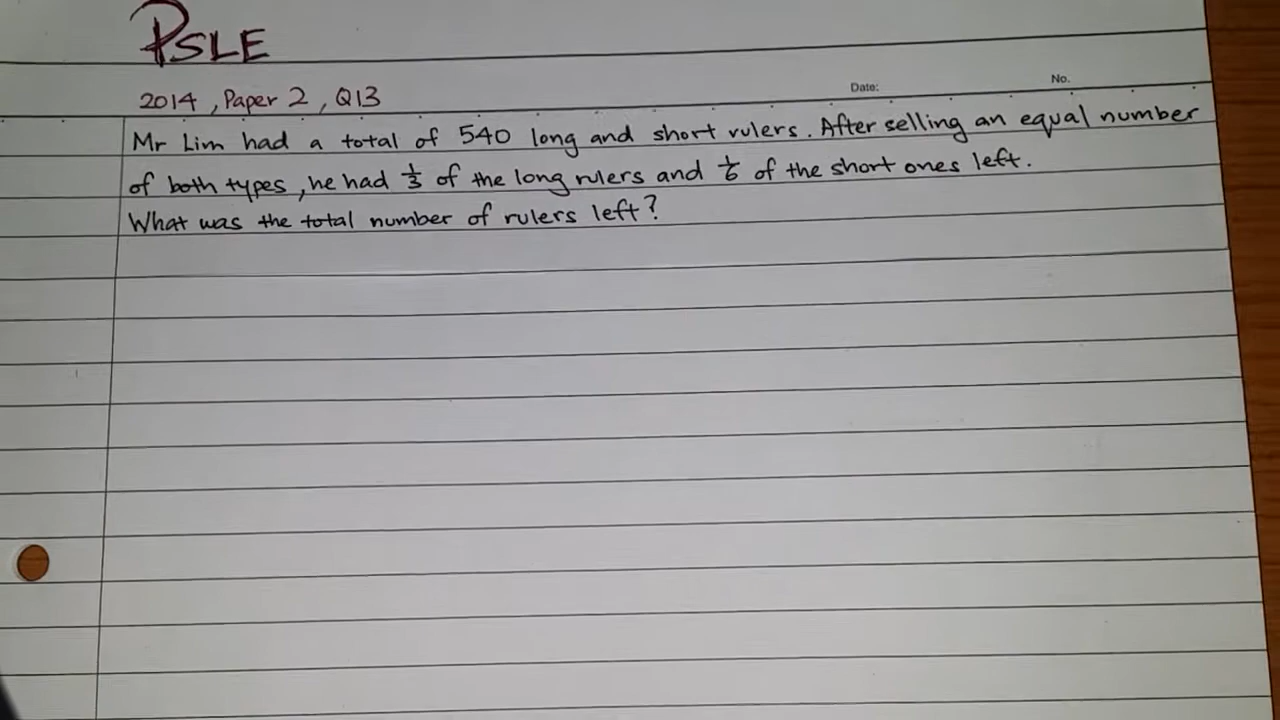 PSLE
2014, Paper 2, Q13
Date:
No.
Mr Lim had a total of 540 long and short rulers. After selling an equal number
of both types, he had 1/3 of the long rulers and 1/6 of the short ones left.
What was the total number of rulers left?